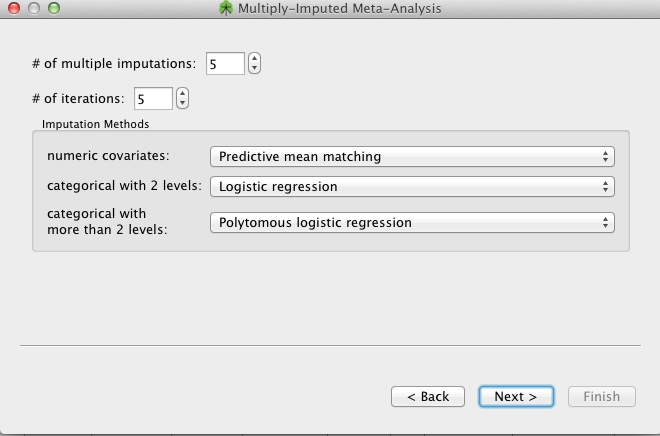 Multiply-Imputed Meta-Analysis
# of multiple imputations: 5
# of iterations: 5
Imputation Methods
numeric covariates: Predictive mean matching
categorical with 2 levels: Logistic regression
categorical with
more than 2 levels: Polytomous logistic regression
< Back Next > Finish